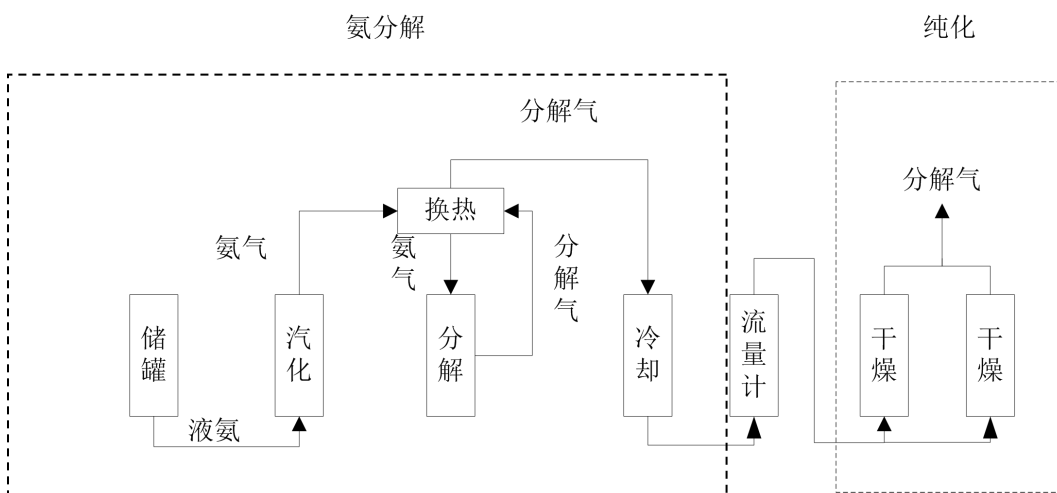 氨分解
纯化
分解气
分解气
换热
氨气
氨气
分解气
储罐
汽化
分解
冷却
流量计
干燥
干燥
液氨